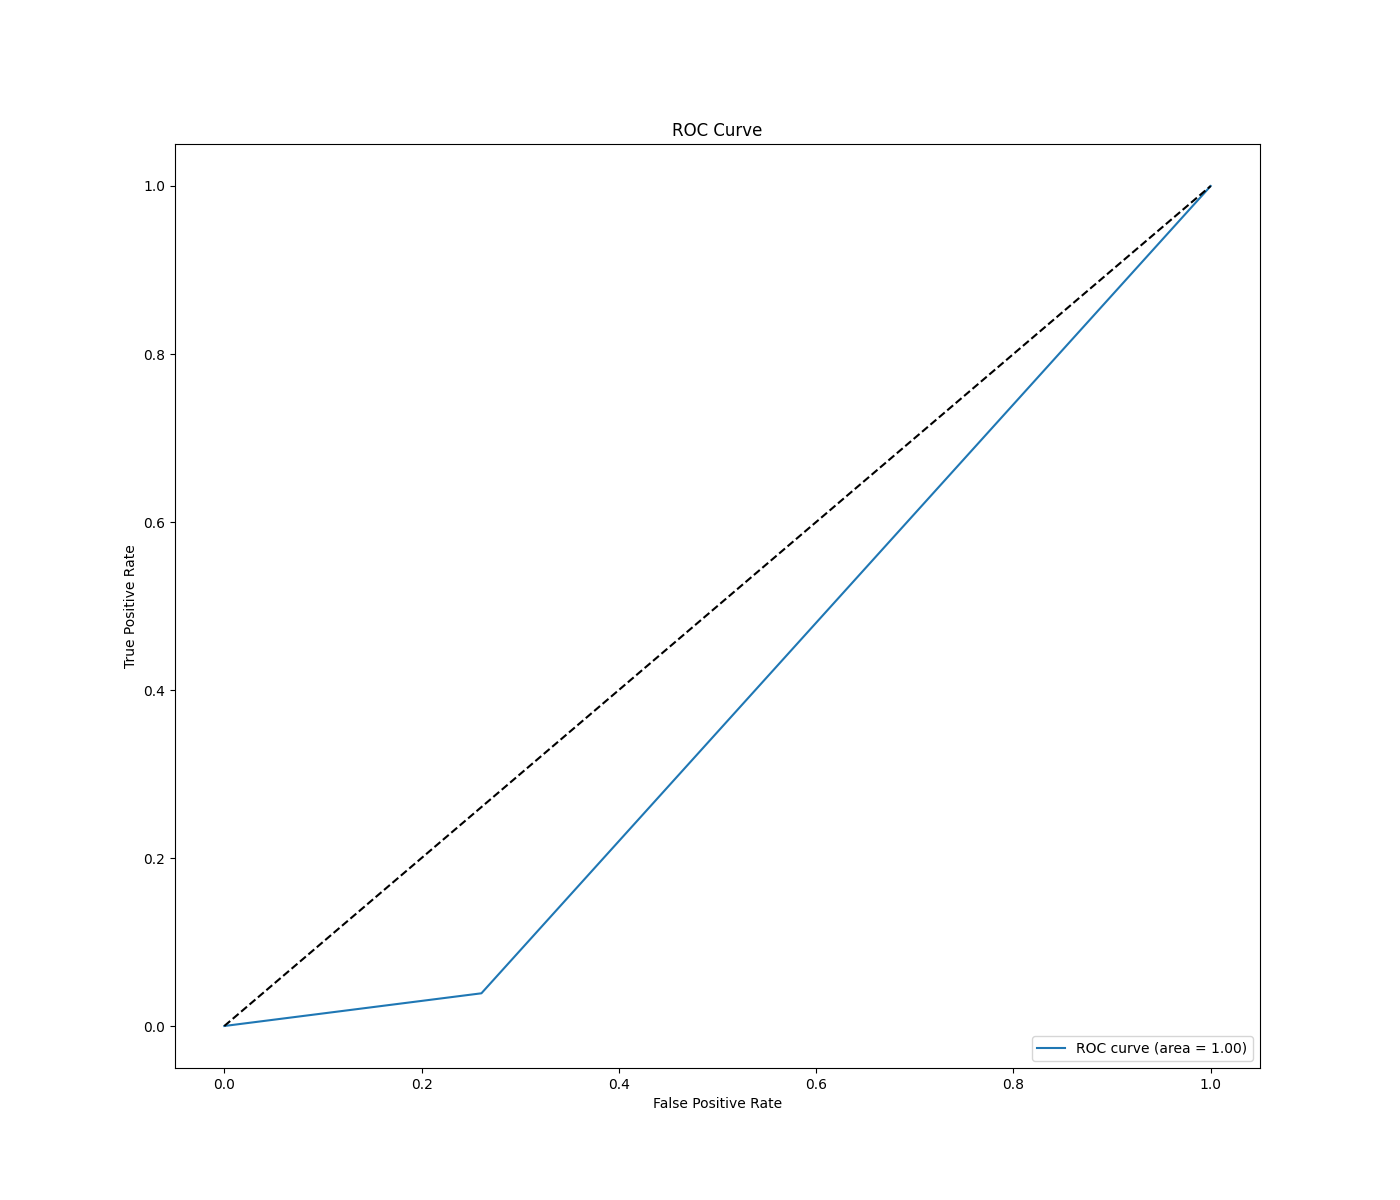 ROC Curve
1.0
0.8
0.6
0.4
0.2
0.0
True Positive Rate
ROC curve (area = 1.00)
0.0 0.2 0.4 0.6 0.8 1.0
False Positive Rate